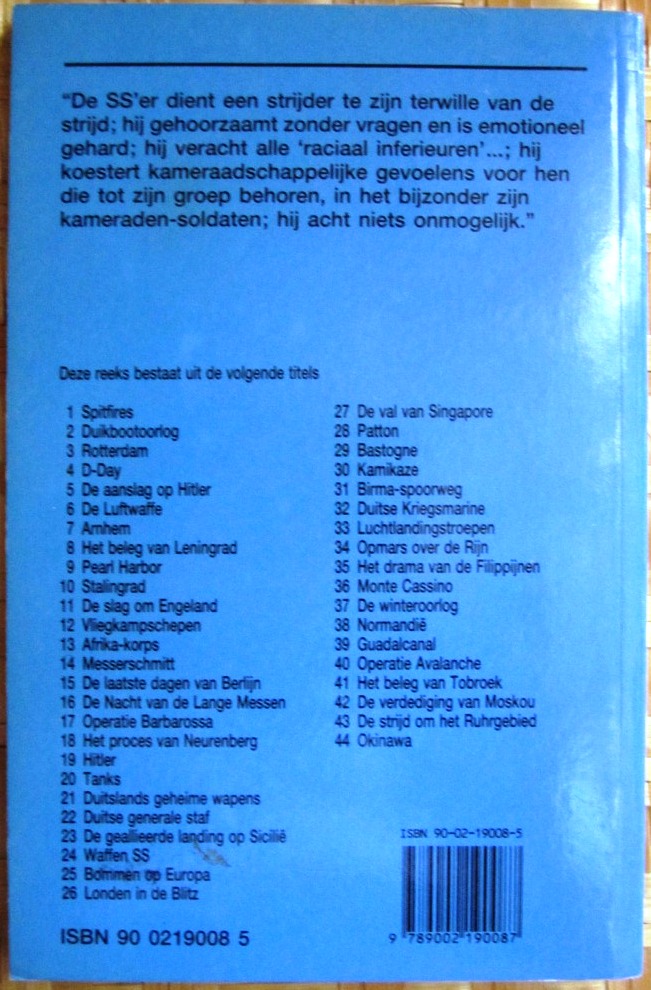 “De SS’er dient een strijder te zijn terwille van de
strijd; hij gehoorzaamt zonder vragen en is emotioneel
gehard; hij veracht alle ‘raciaal inferieuren’...; hij
koestert kameraadschappelijke gevoelens voor hen
die tot zijn groep behoren, in het bijzonder zijn
kameraden-soldaten; hij acht niets onmogelijk.”
Deze reeks bestaat uit de volgende titels
1 Spitfires
2 Duikbootoorlog
3 Rotterdam
4 D-Day
5 De aanslag op Hitler
6 De Luftwaffe
7 Arnhem
8 Het beleg van Leningrad
9 Pearl Harbor
10 Stalingrad
11 De slag om Engeland
12 Vliegkampschepen
13 Afrika-korps
14 Messerschmitt
15 De laatste dagen van Berlijn
16 De Nacht van de Lange Messen
17 Operatie Barbarossa
18 Het proces van Neurenberg
19 Hitler
20 Tanks
21 Duitslands geheime wapens
22 Duitse generale staf
23 De geallieerde landing op Sicilië
24 Waffen SS
25 Bommen op Europa
26 Londen in de Blitz
27 De val van Singapore
28 Patton
29 Bastogne
30 Kamikaze
31 Birma-spoorweg
32 Duitse Kriegsmarine
33 Luchtlandingstroepen
34 Opmars over de Rijn
35 Het drama van de Filippijnen
36 Monte Cassino
37 De winteroorlog
38 Normandië
39 Guadalcanal
40 Operatie Avalanche
41 Het beleg van Tobroek
42 De verdediging van Moskou
43 De strijd om het Ruhrgebied
44 Okinawa
ISBN 90-02-19008-5
9 789002 190087
ISBN 90 0219008 5